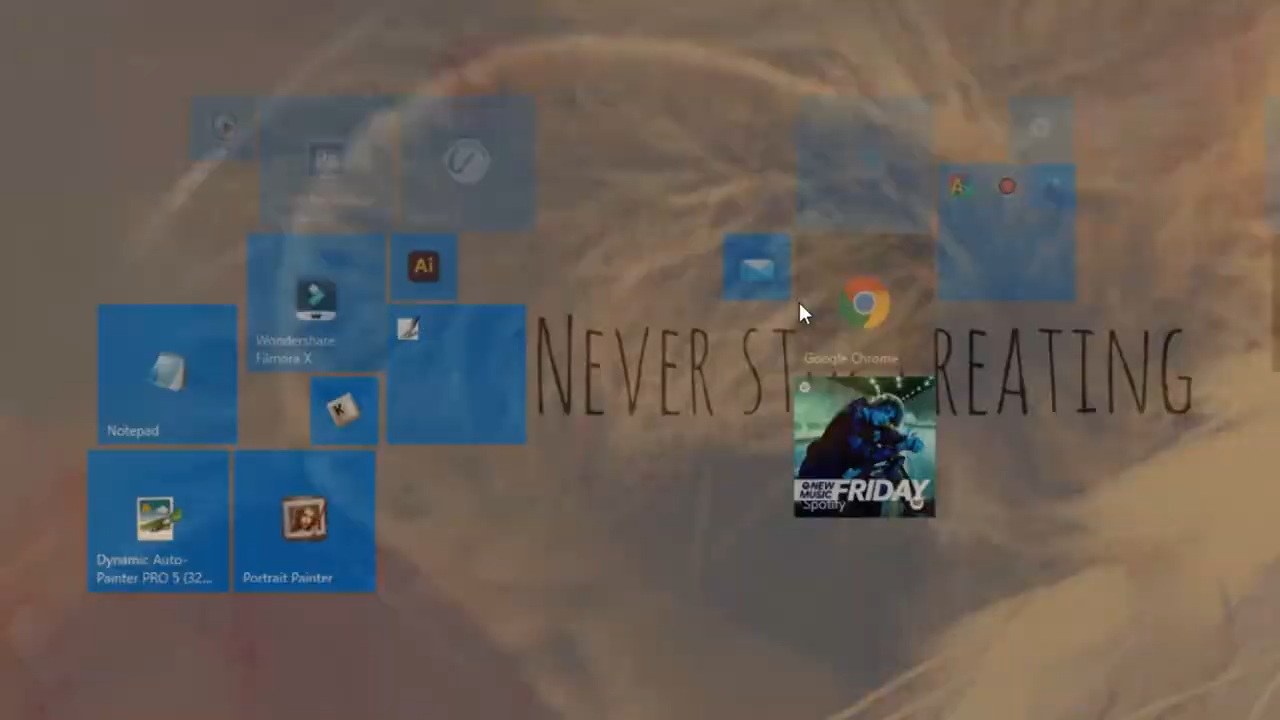 Ai
Wondershare
Filmora X
Google Chrome
NEVER ST
REATING
Notepad
K
NEW
MUSIC
FRIDAY
Spotify
Dynamic Auto-
Painter PRO 5 (32...
Portrait Painter